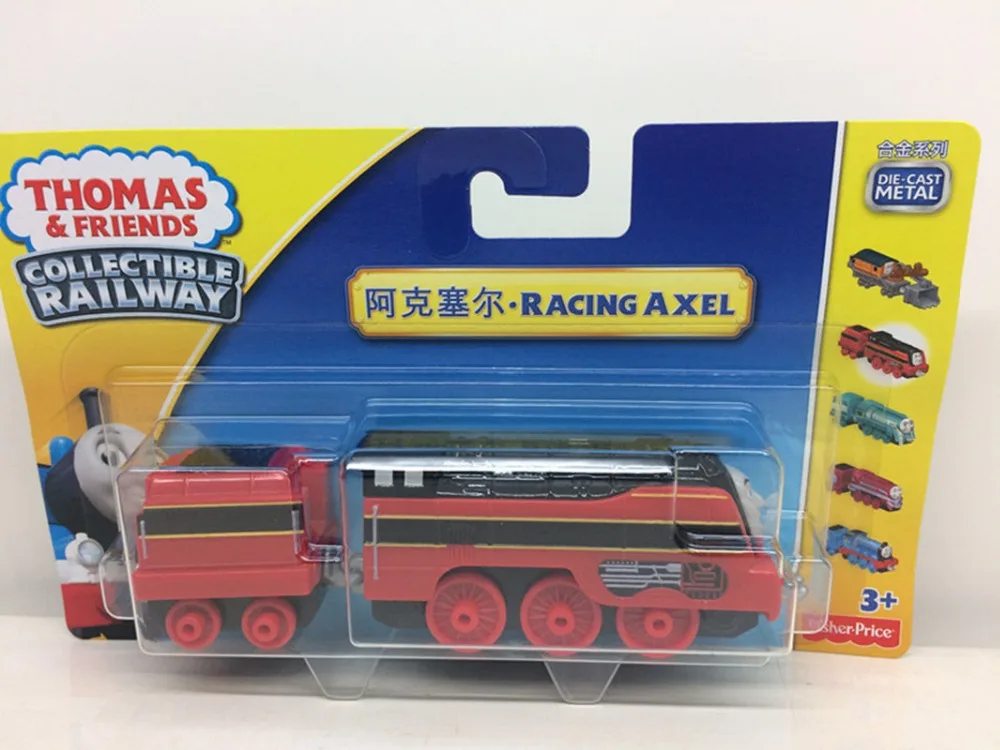 THOMAS
& FRIENDS
™
COLLECTIBLE
RAILWAY
阿克塞尔·RACING AXEL
合金系列
DIE-CAST
METAL
3+
Fisher-Price